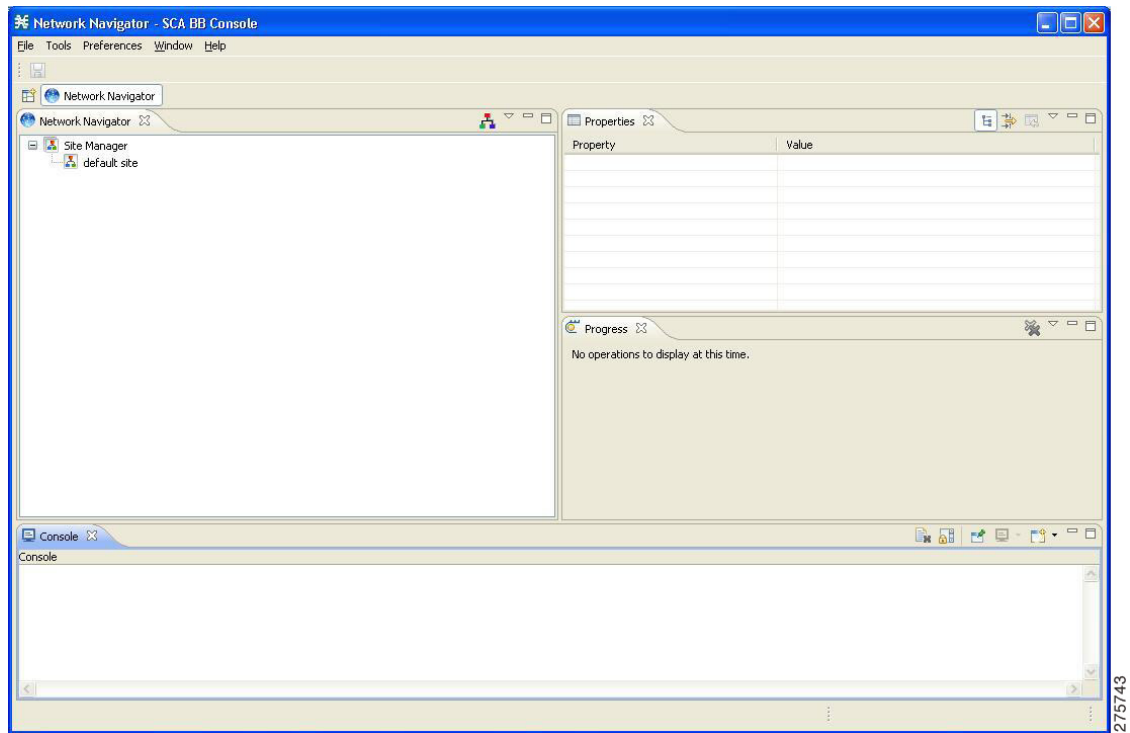 Network Navigator - SCA BB Console
File Tools Preferences Window Help
Network Navigator
Network Navigator
Site Manager
default site
Properties
Property Value
Progress
No operations to display at this time.
Console
Console
275743